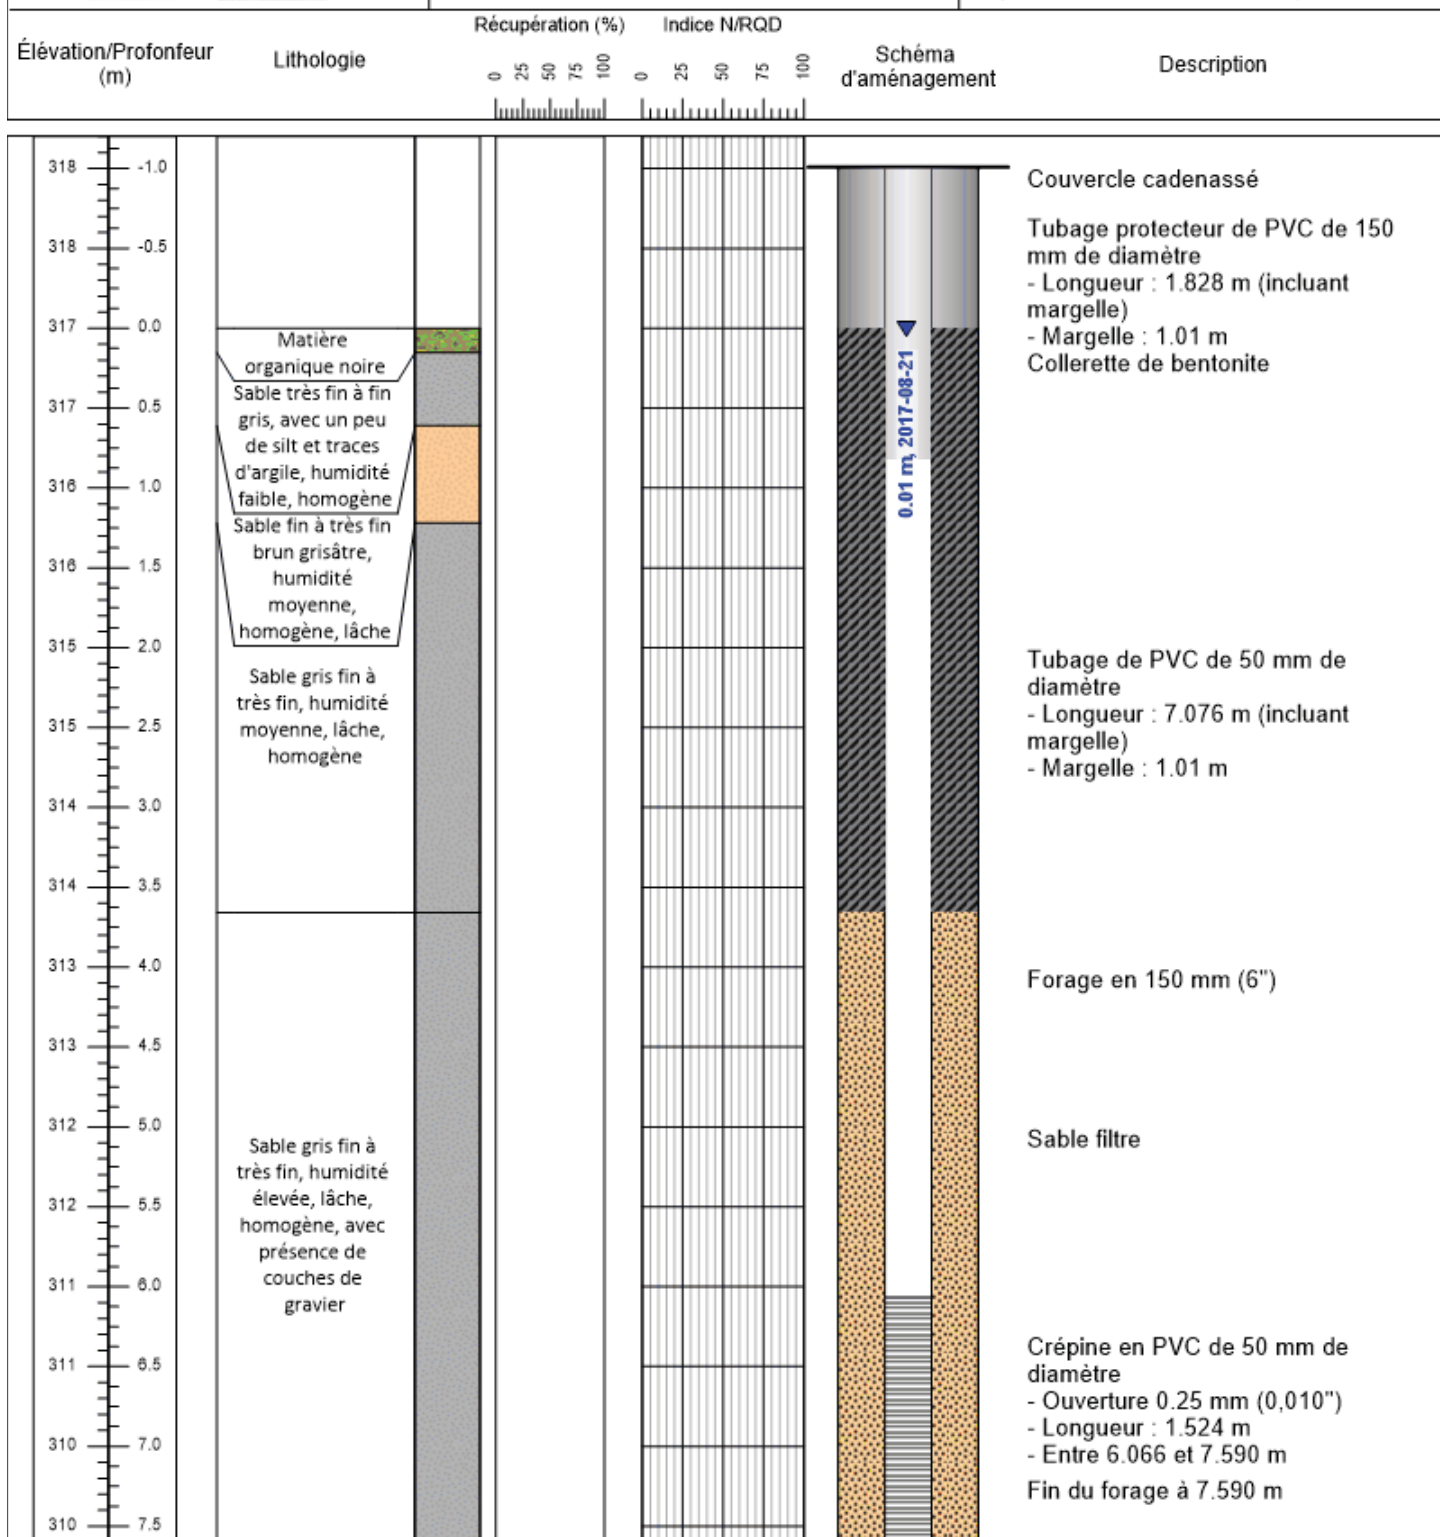 Récupération (%)
Indice N/RQD
Élévation/Profonfeur
(m)
Lithologie
Schéma
d'aménagement
Description
0 25 50 75 100
0 25 50 75 100
318 -1.0
318 -0.5
317 0.0
317 0.5
316 1.0
316 1.5
315 2.0
315 2.5
314 3.0
314 3.5
313 4.0
313 4.5
312 5.0
312 5.5
311 6.0
311 6.5
310 7.0
310 7.5
Matière
organique noire
Sable très fin à fin
gris, avec un peu
de silt et traces
d'argile, humidité
faible, homogène
Sable fin à très fin
brun grisâtre,
humidité
moyenne,
homogène, lâche
Sable gris fin à
très fin, humidité
moyenne, lâche,
homogène
Sable gris fin à
très fin, humidité
élevée, lâche,
homogène, avec
présence de
couches de
gravier
0.01 m, 2017-08-21
Couvercle cadenassé
Tubage protecteur de PVC de 150
mm de diamètre
- Longueur : 1.828 m (incluant
margelle)
- Margelle : 1.01 m
Collerette de bentonite
Tubage de PVC de 50 mm de
diamètre
- Longueur : 7.076 m (incluant
margelle)
- Margelle : 1.01 m
Forage en 150 mm (6")
Sable filtre
Crépine en PVC de 50 mm de
diamètre
- Ouverture 0.25 mm (0,010")
- Longueur : 1.524 m
- Entre 6.066 et 7.590 m
Fin du forage à 7.590 m